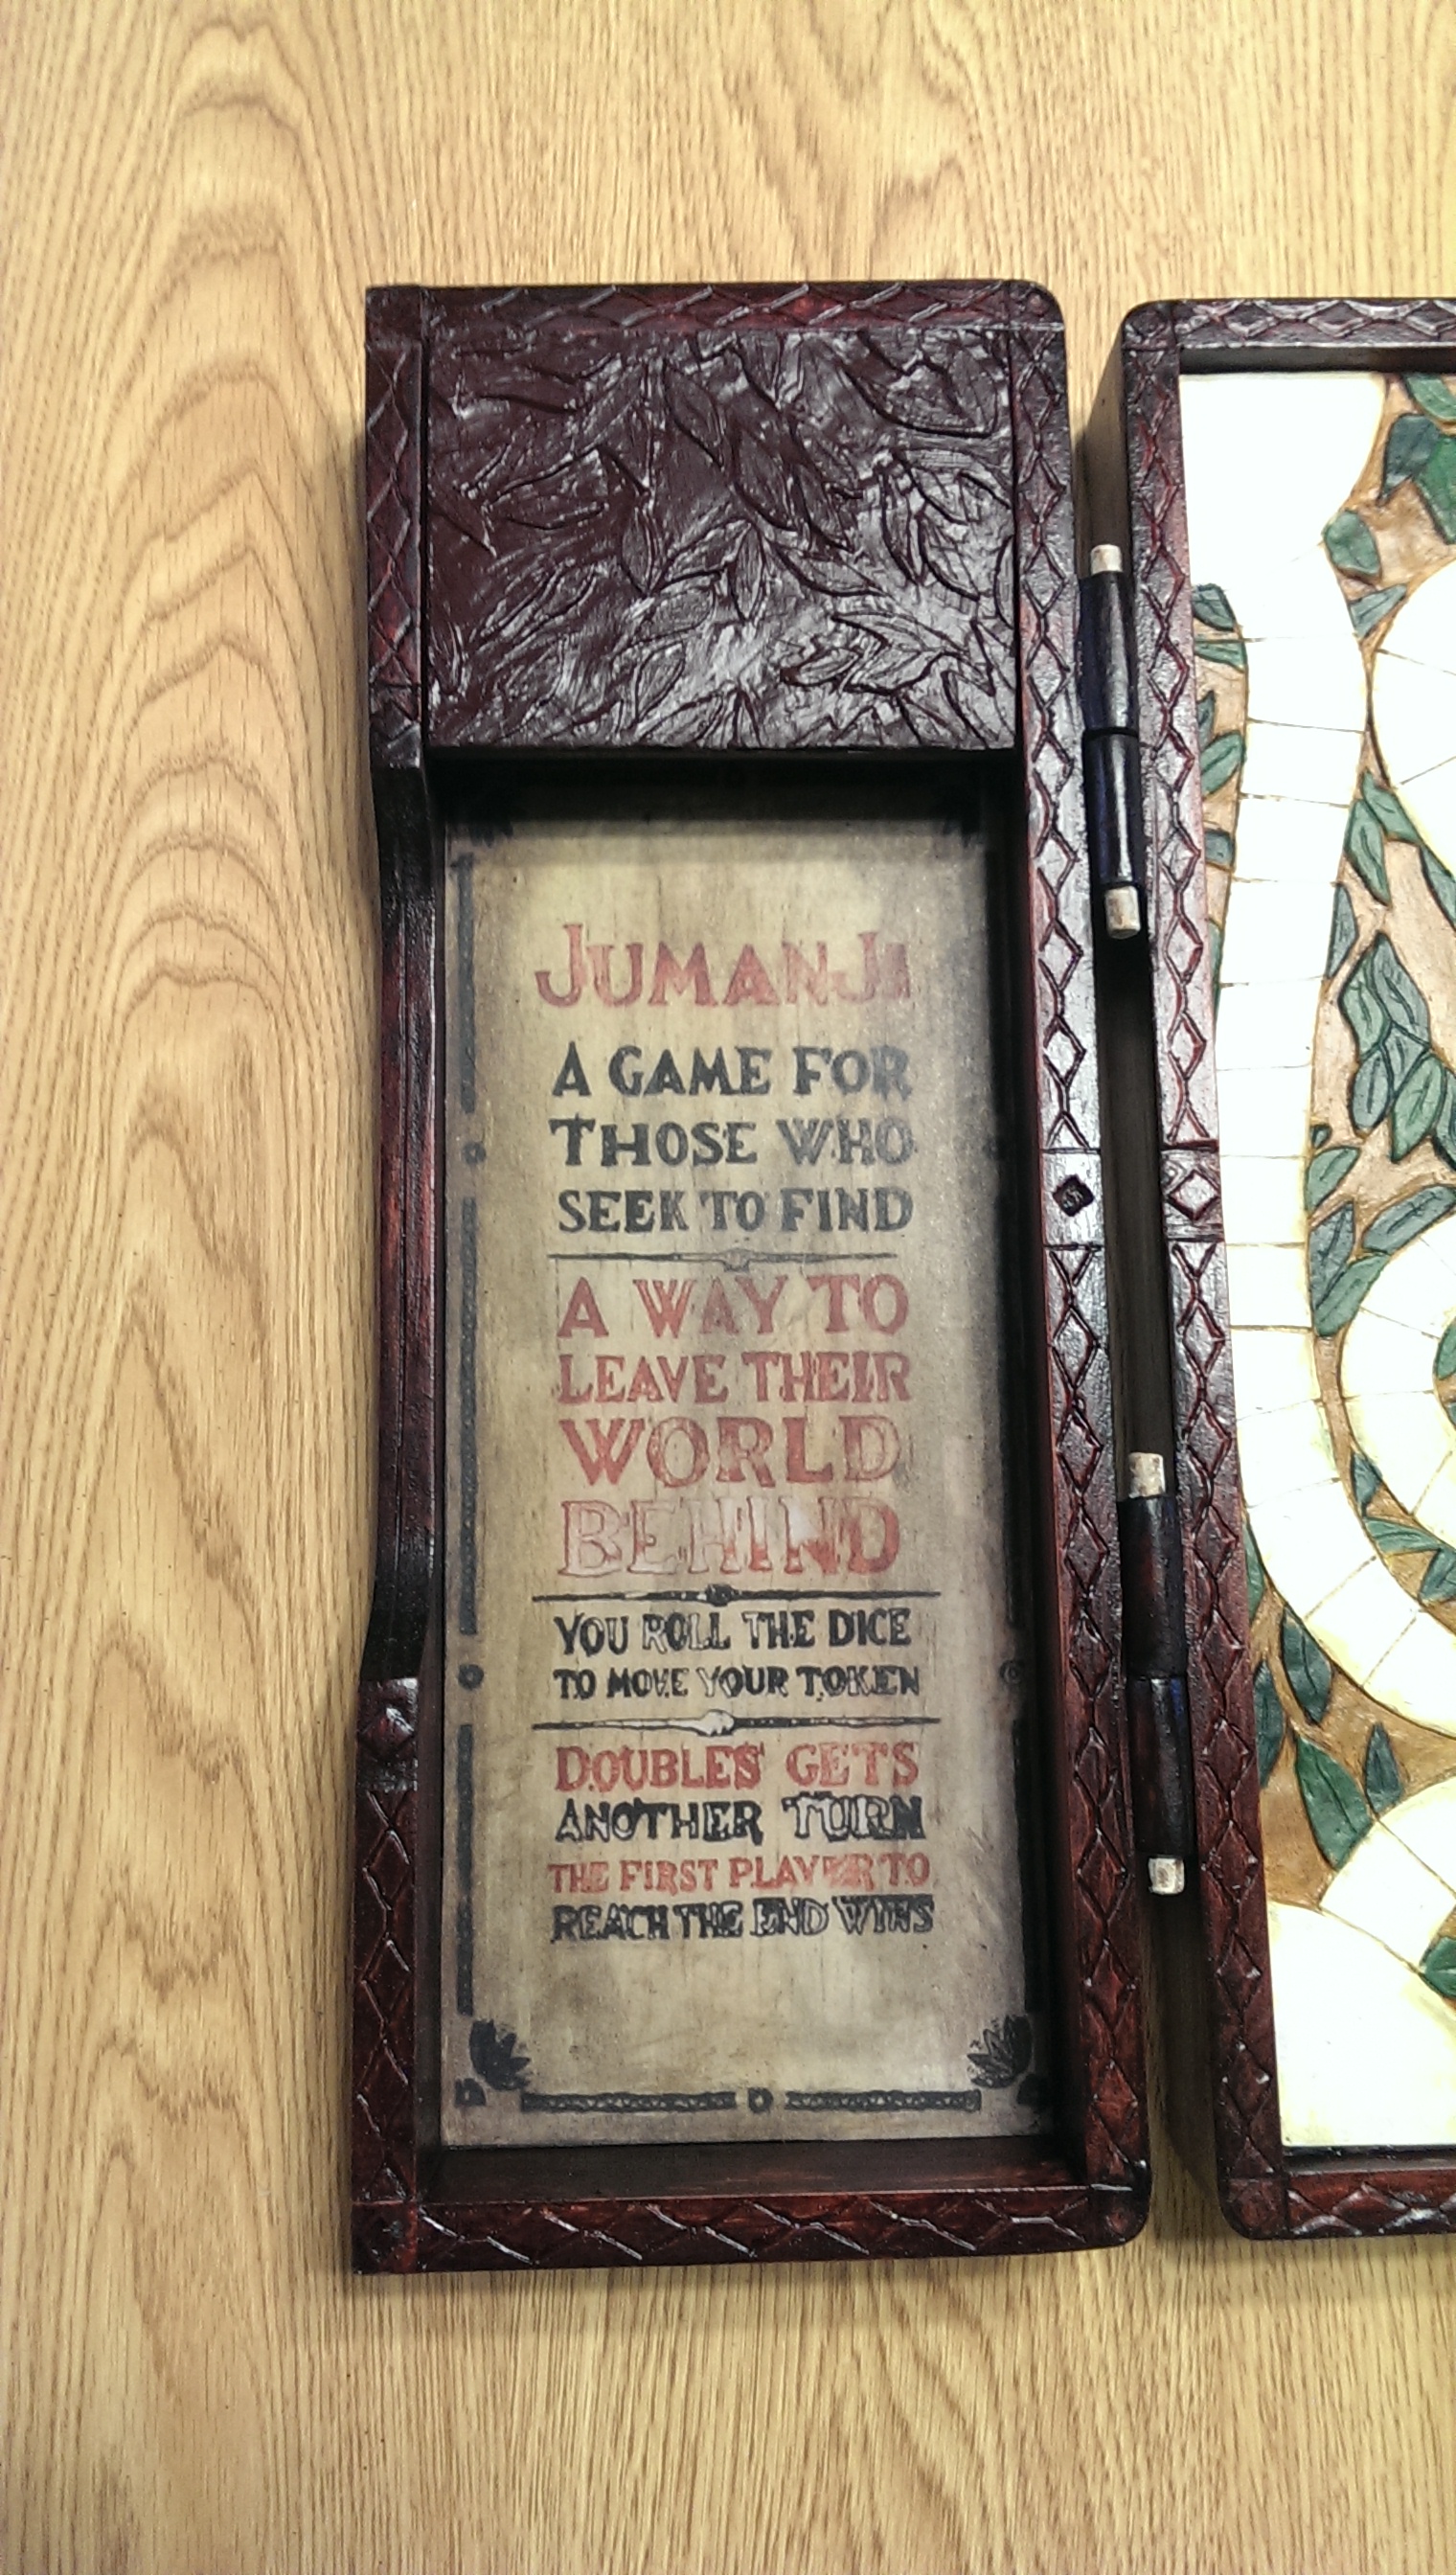 JUMANJI
A GAME FOR
THOSE WHO
SEEK TO FIND
A WAY TO
LEAVE THEIR
WORLD
BEHIND
YOU ROLL THE DICE
TO MOVE YOUR TOKEN
DOUBLES GETS
ANOTHER TURN
THE FIRST PLAYER TO
REACH THE END WINS